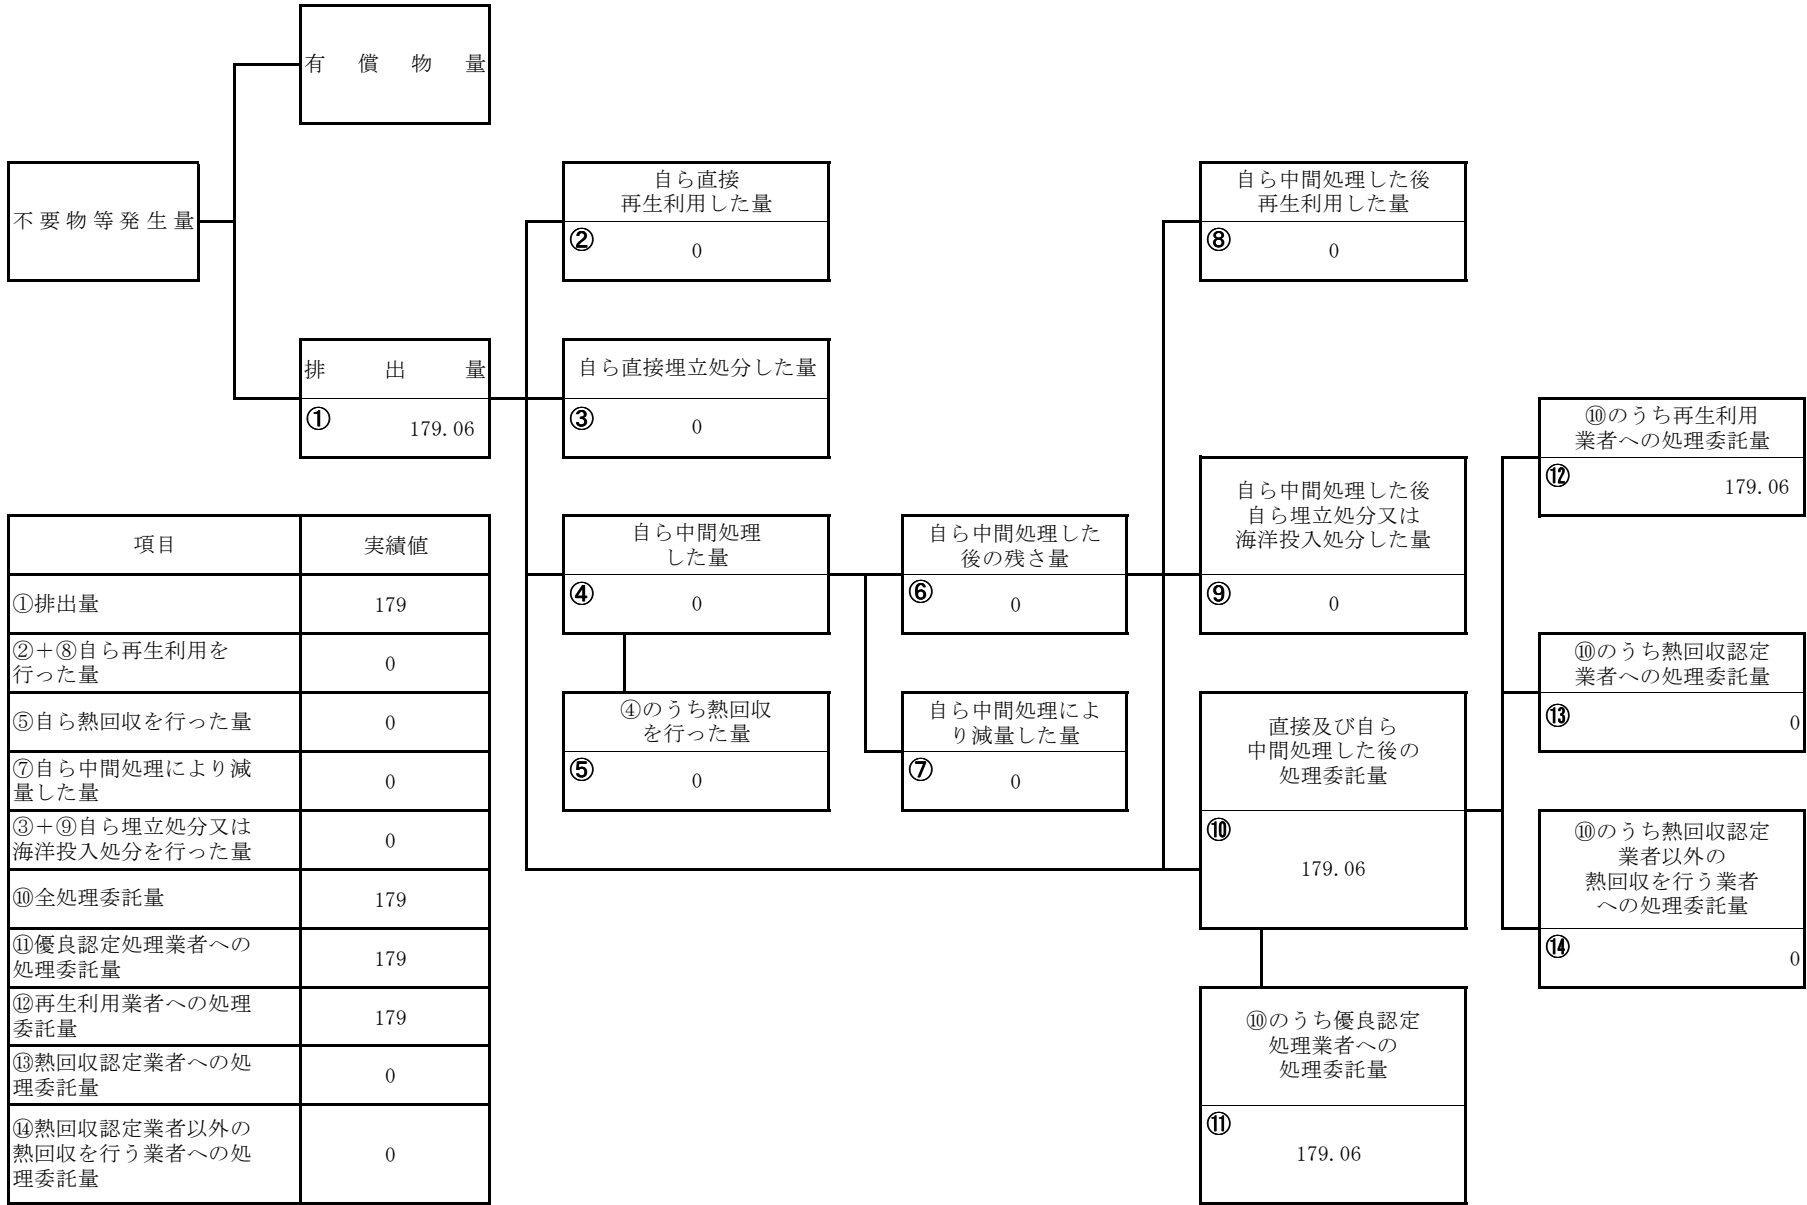 有償物量
不要物等発生量
排出量
①
179.06
自ら直接
再生利用した量
②
0
自ら直接埋立処分した量
③
0
自ら中間処理
した量
④
0
④のうち熱回収
を行った量
⑤
0
自ら中間処理した
後の残さ量
⑥
0
自ら中間処理によ
り減量した量
⑦
0
自ら中間処理した後
再生利用した量
⑧
0
自ら中間処理した後
自ら埋立処分又は
海洋投入処分した量
⑨
0
直接及び自ら
中間処理した後の
処理委託量
⑩
179.06
⑩のうち優良認定
処理業者への
処理委託量
⑪
179.06
⑩のうち再生利用
業者への処理委託量
⑫
179.06
⑩のうち熱回収認定
業者への処理委託量
⑬
0
⑩のうち熱回収認定
業者以外の
熱回収を行う業者
への処理委託量
⑭
0
項目 実績値
①排出量 179
②＋⑧自ら再生利用を
行った量 0
⑤自ら熱回収を行った量 0
⑦自ら中間処理により減
量した量 0
③＋⑨自ら埋立処分又は
海洋投入処分を行った量 0
⑩全処理委託量 179
⑪優良認定処理業者への
処理委託量 179
⑫再生利用業者への処理
委託量 179
⑬熱回収認定業者への処
理委託量 0
⑭熱回収認定業者以外の
熱回収を行う業者への処
理委託量 0